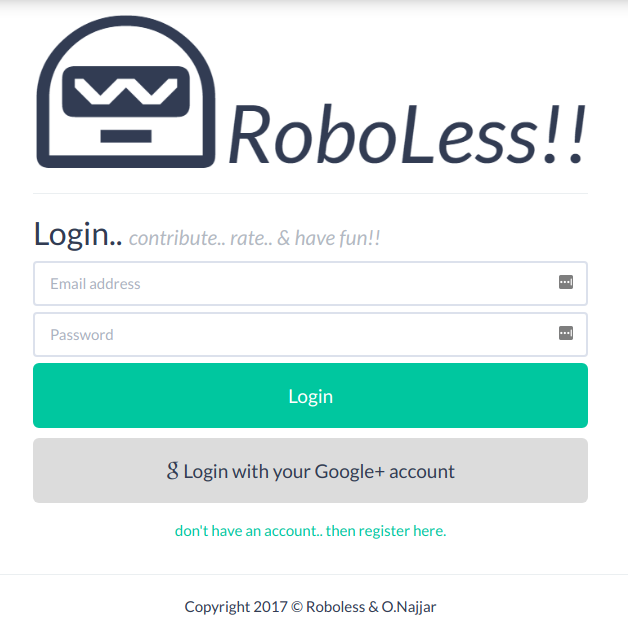 RoboLess!!
Login.. contribute.. rate.. & have fun!!
Email address
Password
Login
g Login with your Google+ account
don't have an account.. then register here.
Copyright 2017 © Roboless & O.Najjar